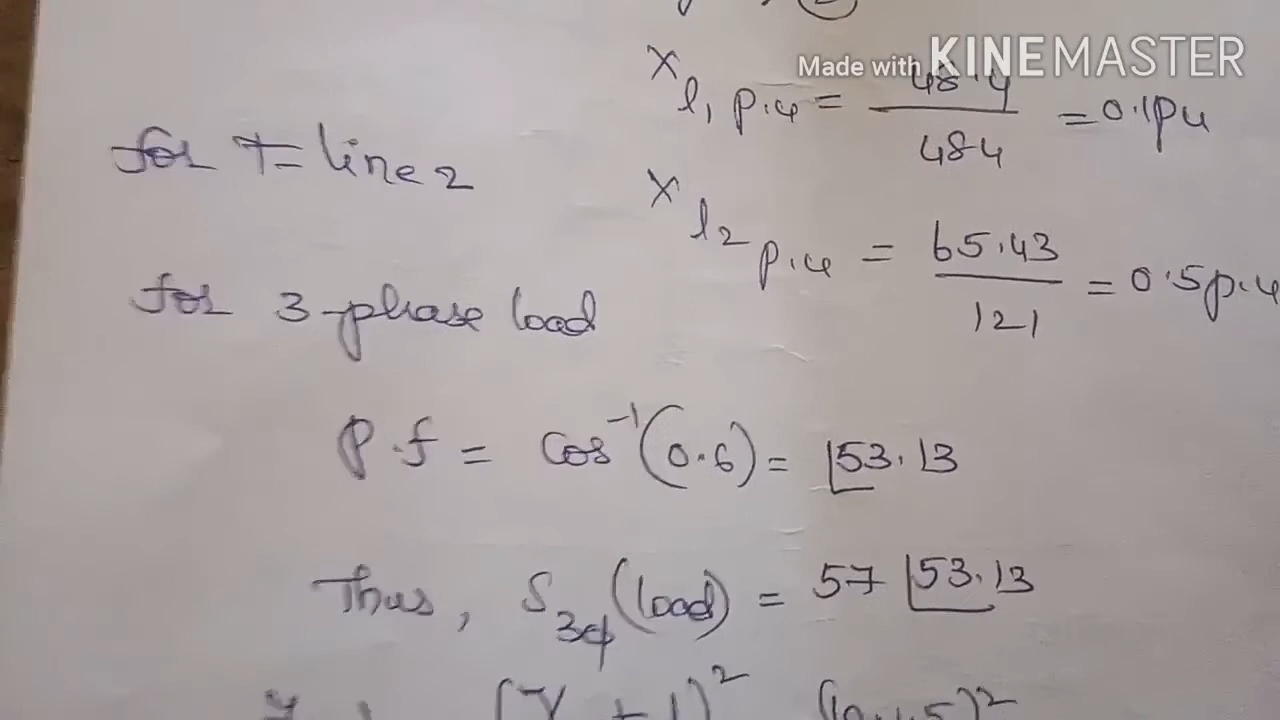 Made with KINEMASTER
X l1 p.u = 48.4 / 484 = 0.1pu
for T= line 2
X l2 p.u = 65.43 / 121 = 0.5p.u
for 3-phase load
P.f = cos⁻¹(0.6) = ∠53.13
Thus, S3φ (load) = 57 ∠53.13